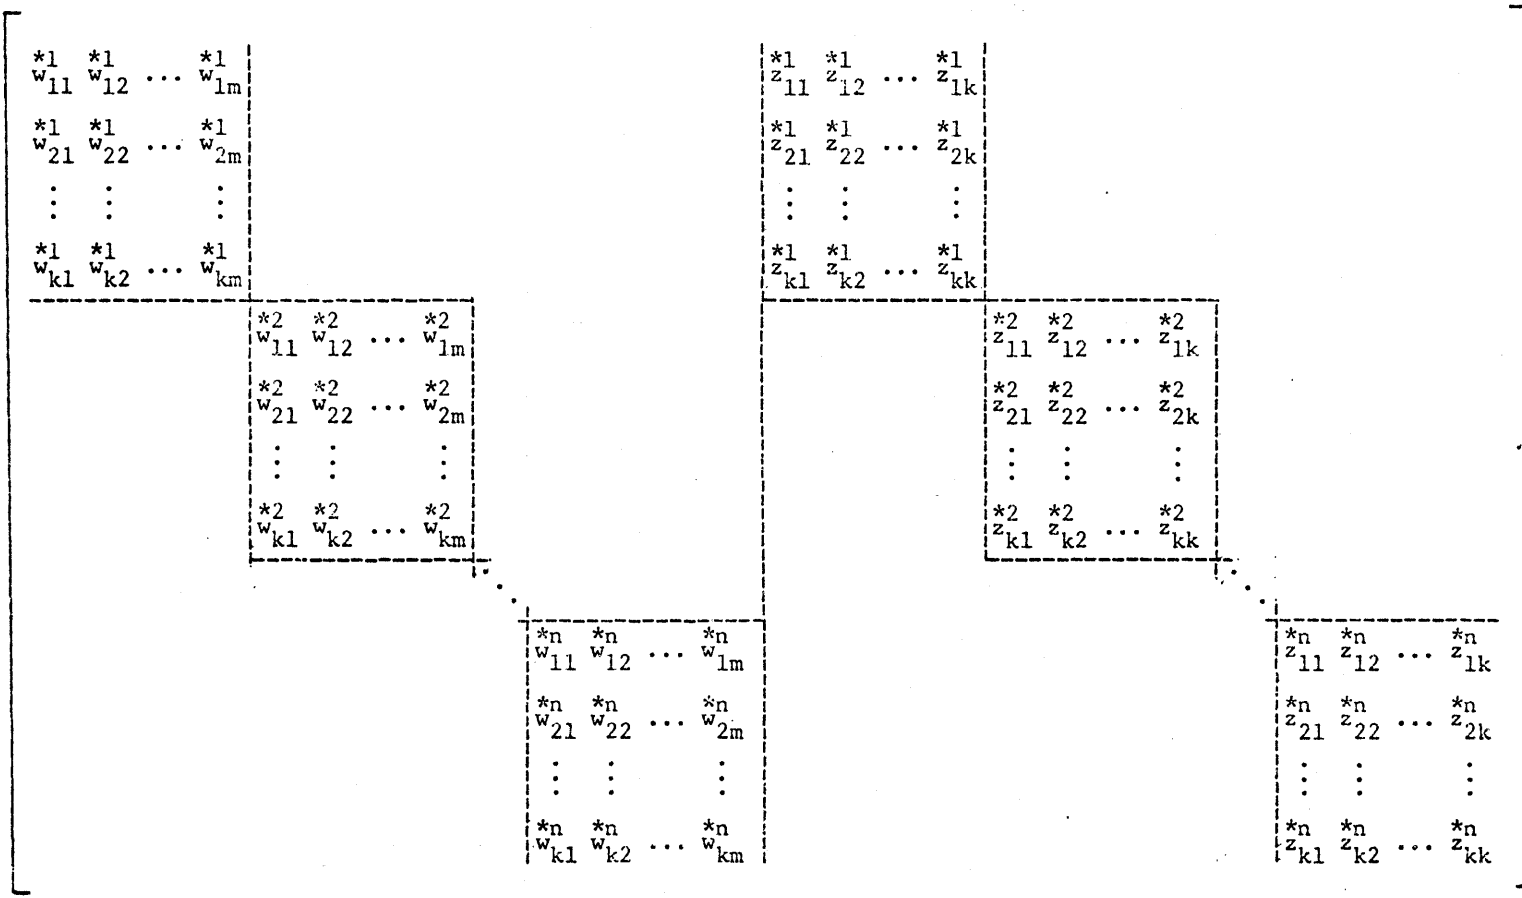 *1 *1 *1 *1 *1 *1
w11 w12 ... w1m z11 z12 ... z1k
*1 *1 *1 *1 *1 *1
w21 w22 ... w2m z21 z22 ... z2k
*1 *1 *1 *1 *1 *1
wk1 wk2 ... wkm zk1 zk2 ... zkk
*2 *2 *2 *2 *2 *2
w11 w12 ... w1m z11 z12 ... z1k
*2 *2 *2 *2 *2 *2
w21 w22 ... w2m z21 z22 ... z2k
*2 *2 *2 *2 *2 *2
wk1 wk2 ... wkm zk1 zk2 ... zkk
*n *n *n *n *n *n
w11 w12 ... w1m z11 z12 ... z1k
*n *n *n *n *n *n
w21 w22 ... w2m z21 z22 ... z2k
*n *n *n *n *n *n
wk1 wk2 ... wkm zk1 zk2 ... zkk